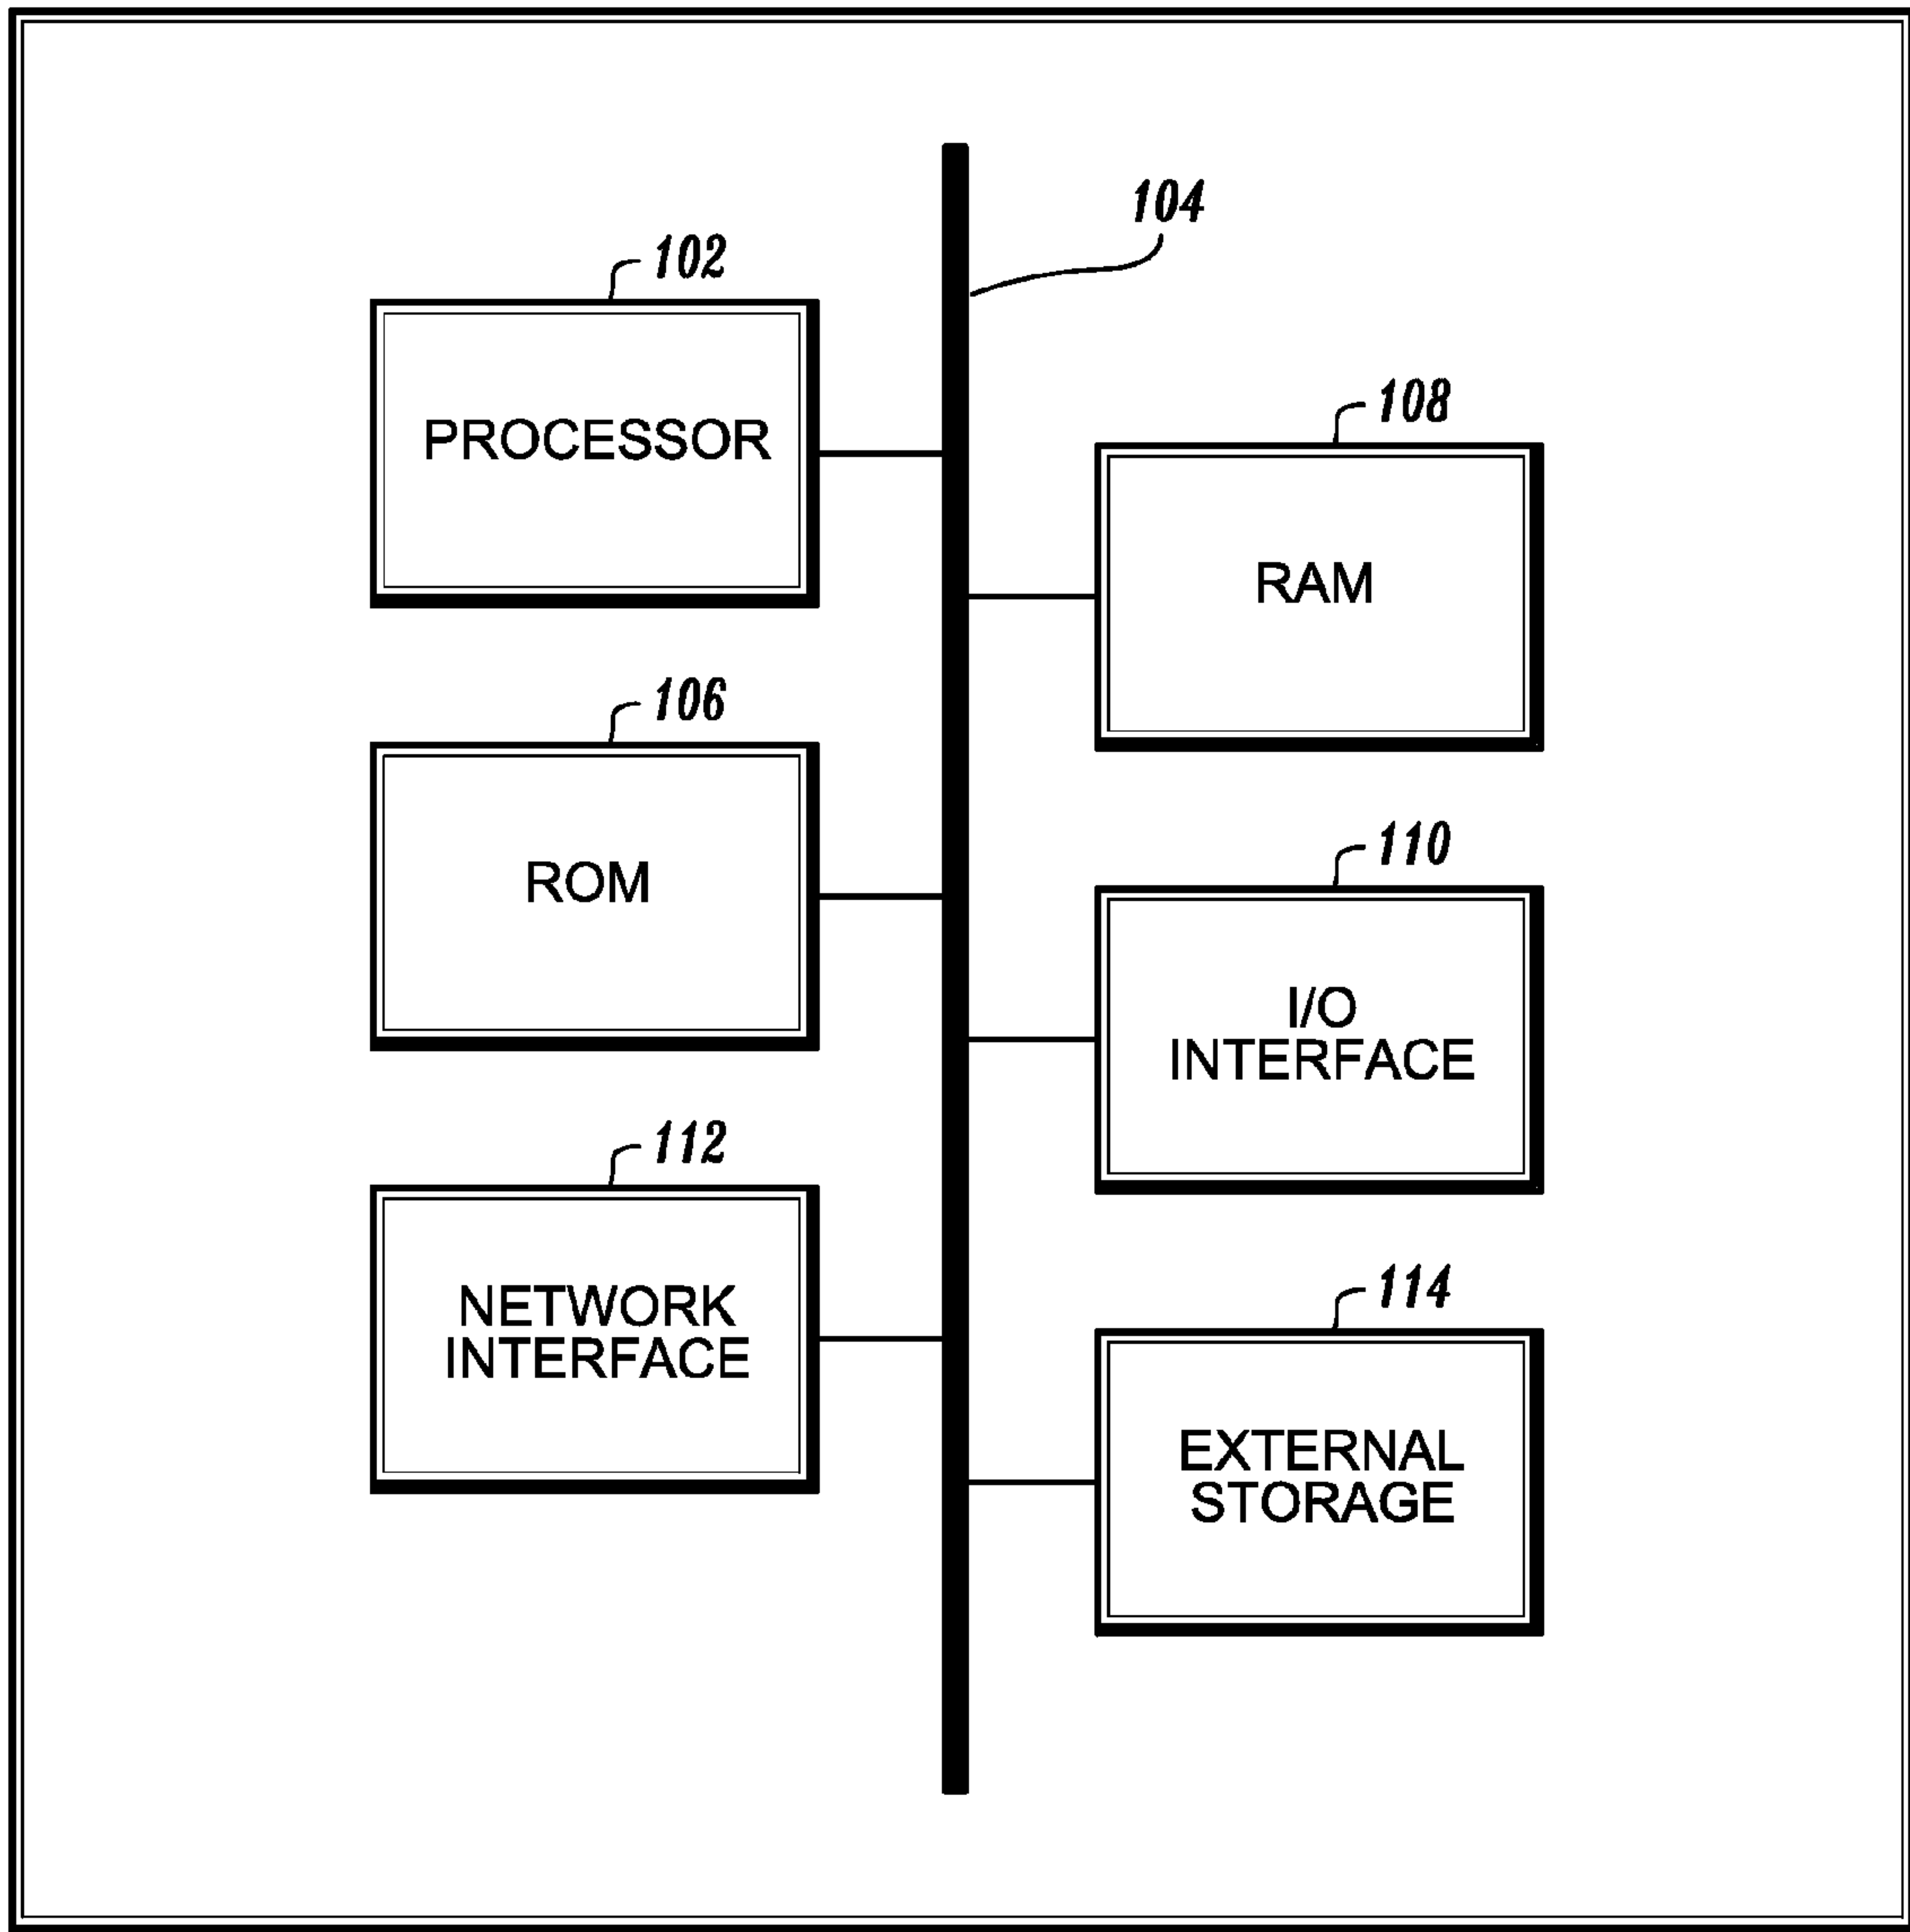 104
102
PROCESSOR
108
RAM
106
ROM
110
I/O
INTERFACE
112
NETWORK
INTERFACE
114
EXTERNAL
STORAGE